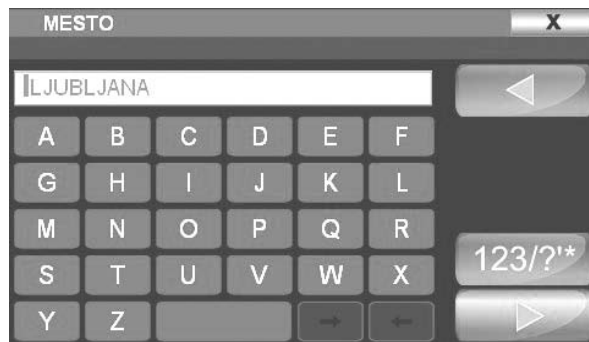 MESTO X
LJUBLJANA
A B C D E F
G H I J K L
M N O P Q R
123/?'*
S T U V W X
Y Z